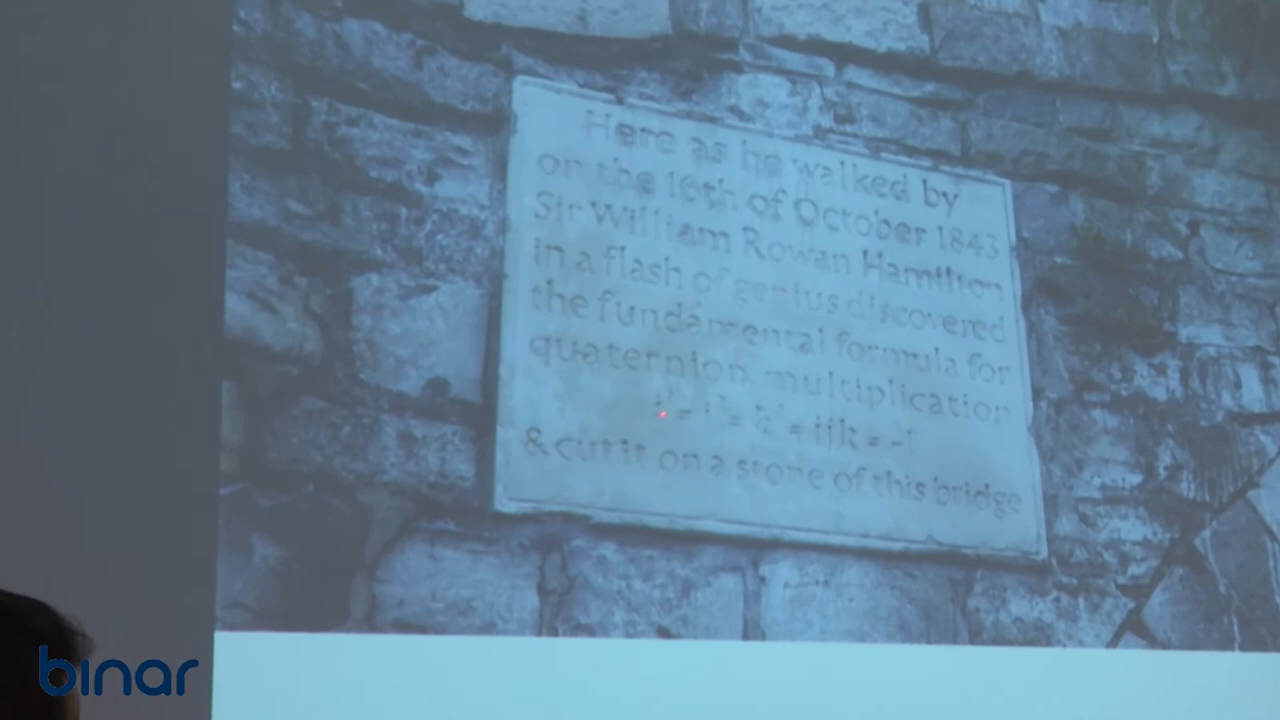 Here as he walked by
on the 16th of October 1843
Sir William Rowan Hamilton
in a flash of genius discovered
the fundamental formula for
quaternion multiplication
i² = j² = k² = ijk = -1
& cut it on a stone of this bridge
binar